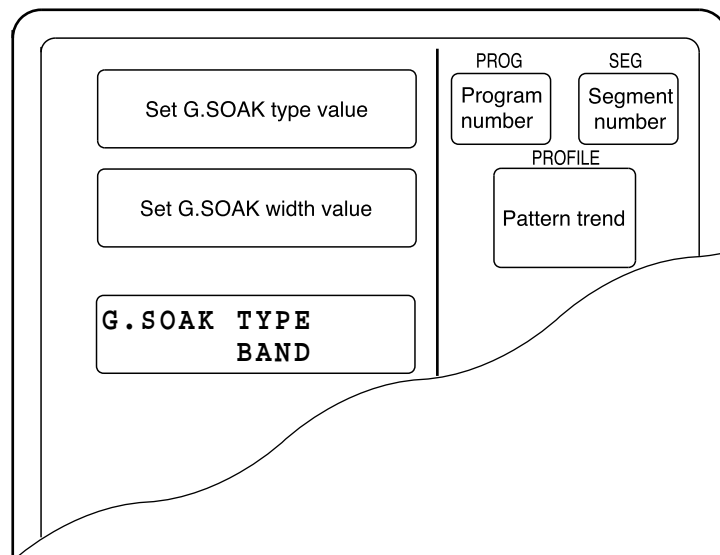 Set G.SOAK type value
Set G.SOAK width value
G.SOAK TYPE
BAND
PROG
Program
number
SEG
Segment
number
PROFILE
Pattern trend